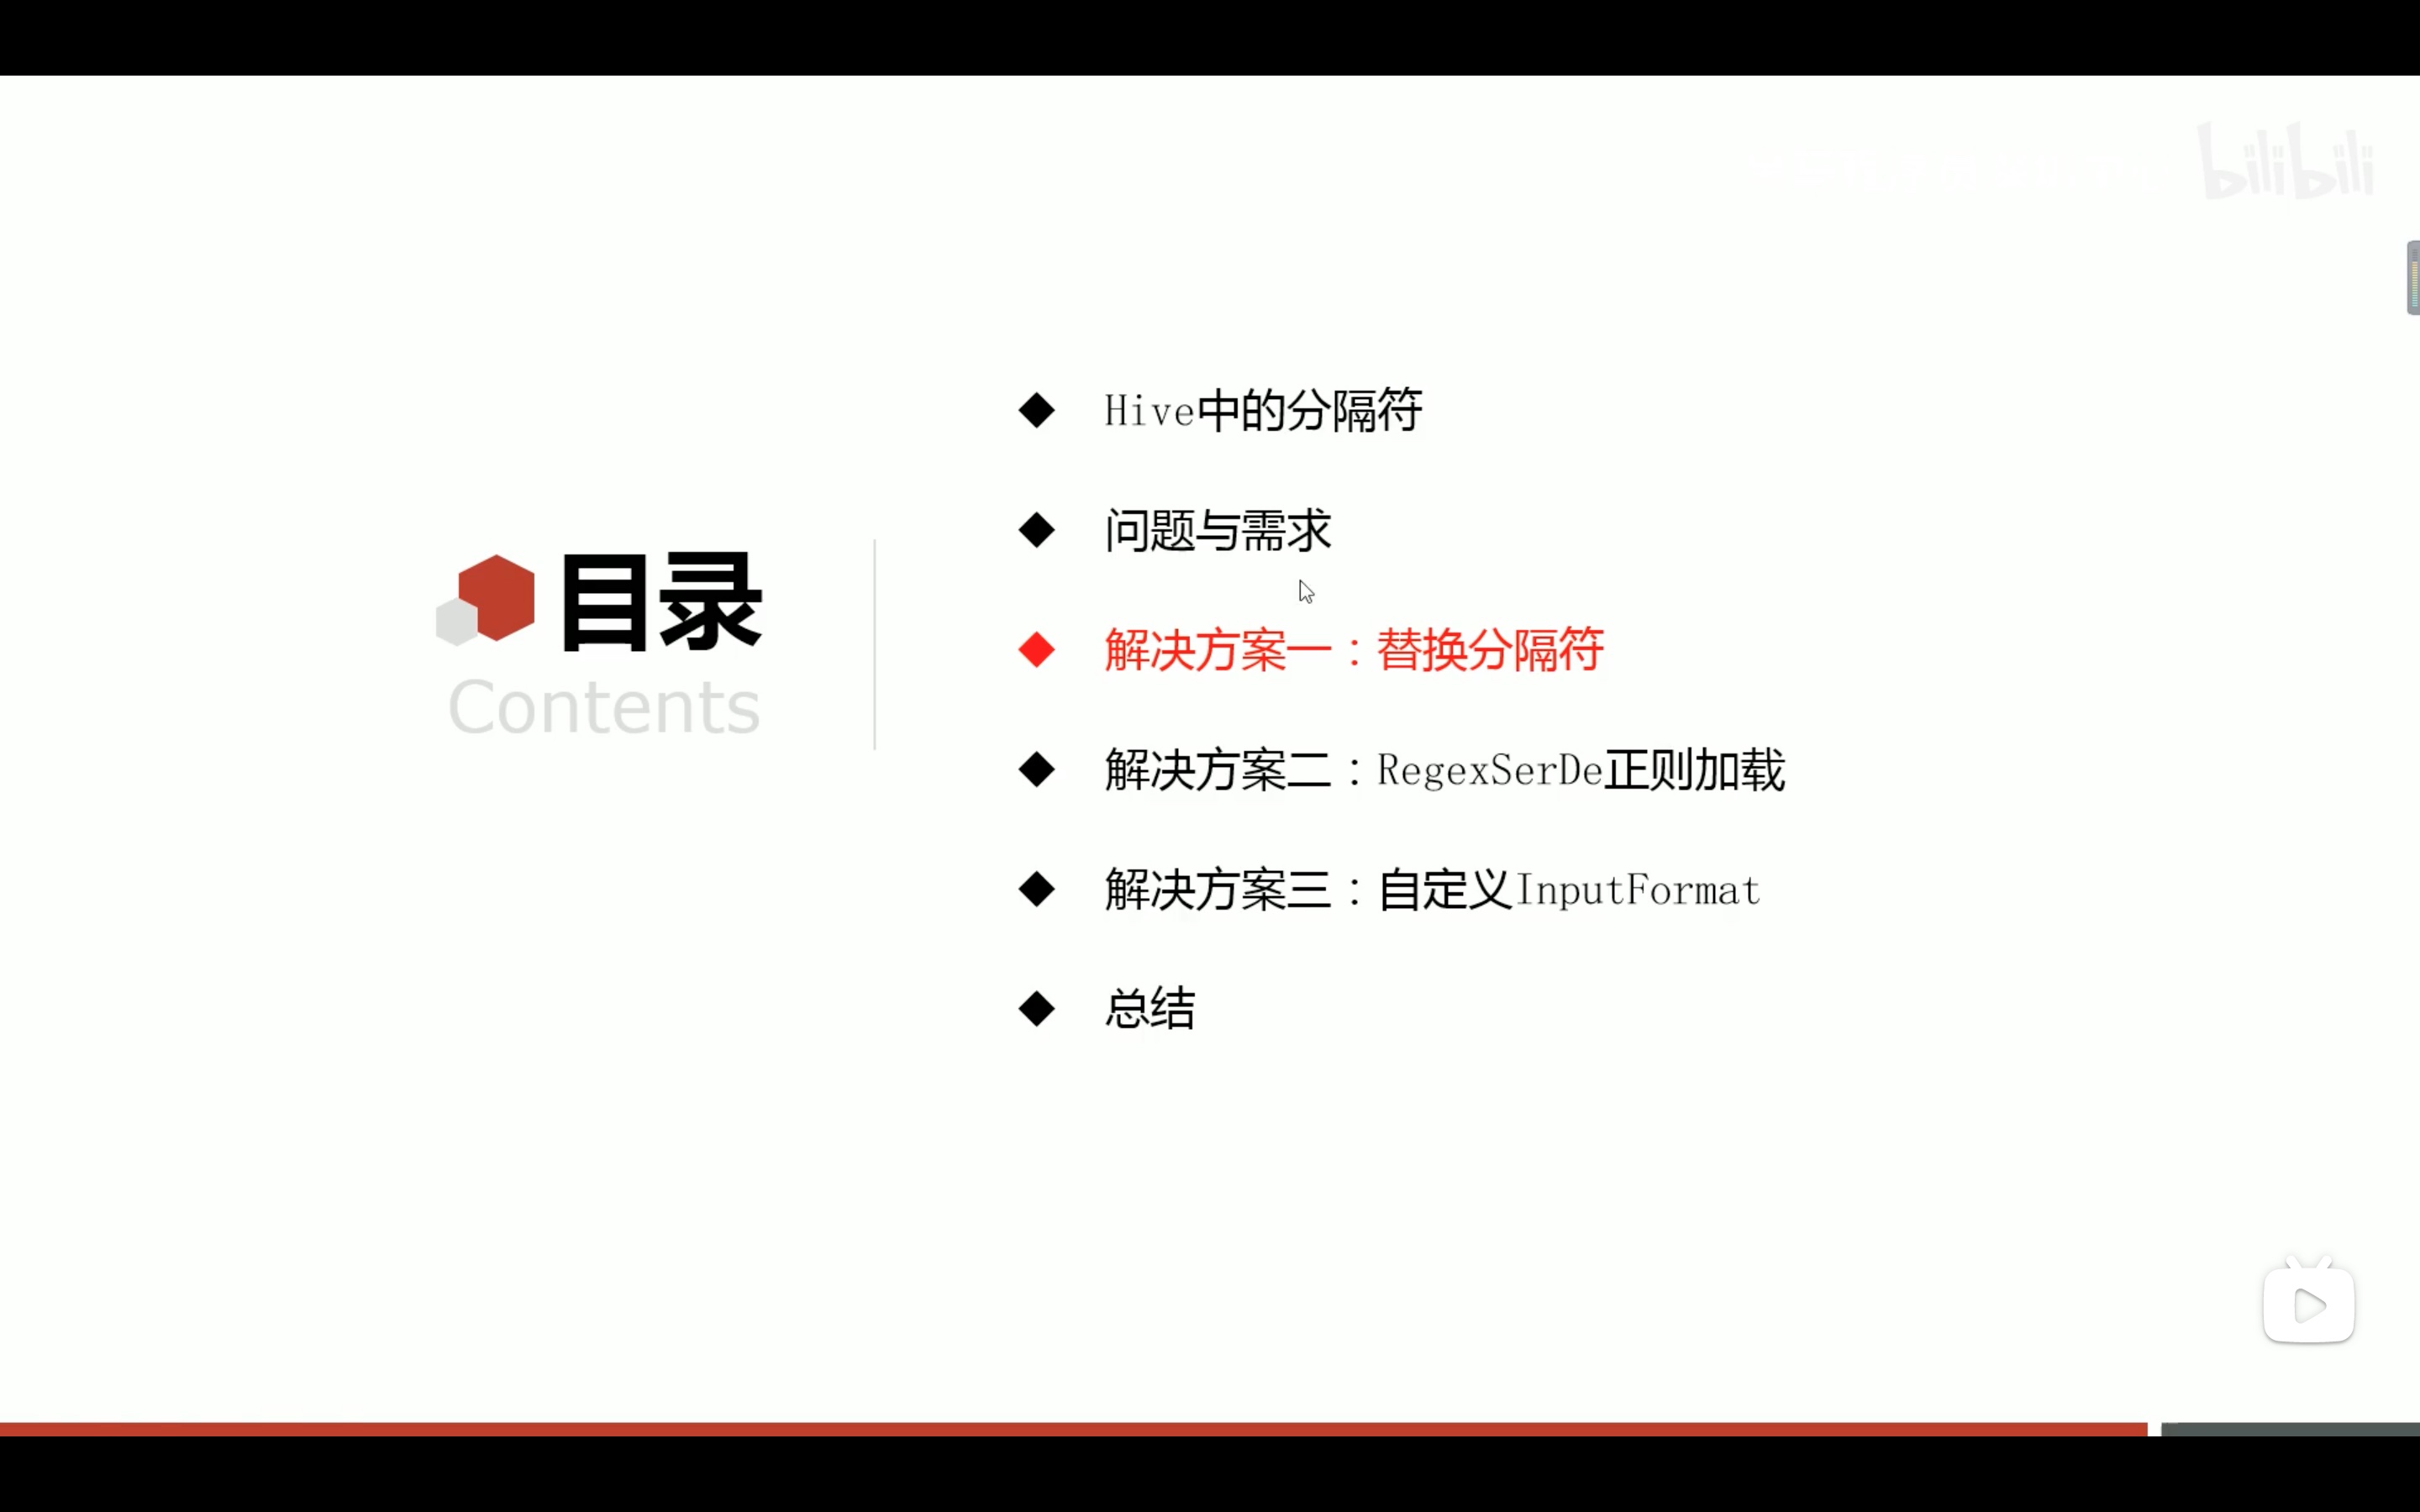 bilibili
目录
Contents
Hive中的分隔符
问题与需求
解决方案一：替换分隔符
解决方案二：RegexSerDe正则加载
解决方案三：自定义InputFormat
总结